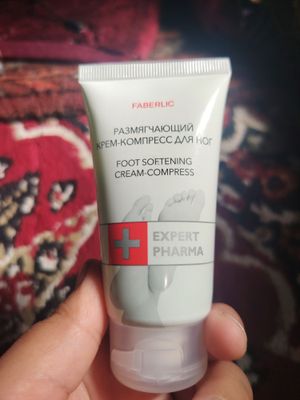 FABERLIC
РАЗМЯГЧАЮЩИЙ
КРЕМ-КОМПРЕСС ДЛЯ НОГ
FOOT SOFTENING
CREAM-COMPRESS
EXPERT
PHARMA